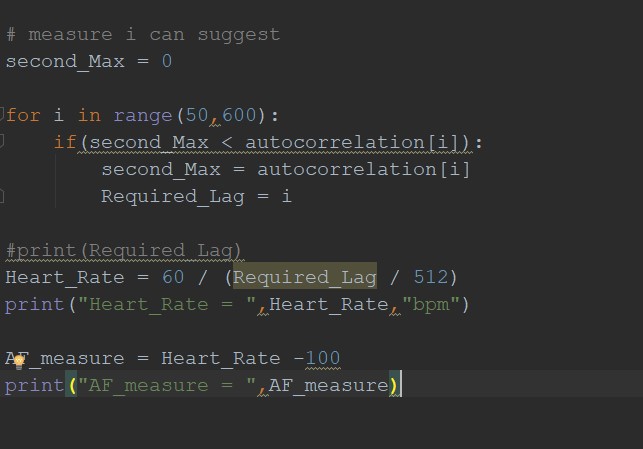 # measure i can suggest
second_Max = 0
for i in range(50,600):
if(second_Max < autocorrelation[i]):
second_Max = autocorrelation[i]
Required_Lag = i
#print(Required_Lag)
Heart_Rate = 60 / (Required_Lag / 512)
print("Heart_Rate = ",Heart_Rate,"bpm")
AF_measure = Heart_Rate -100
print("AF_measure = ",AF_measure)